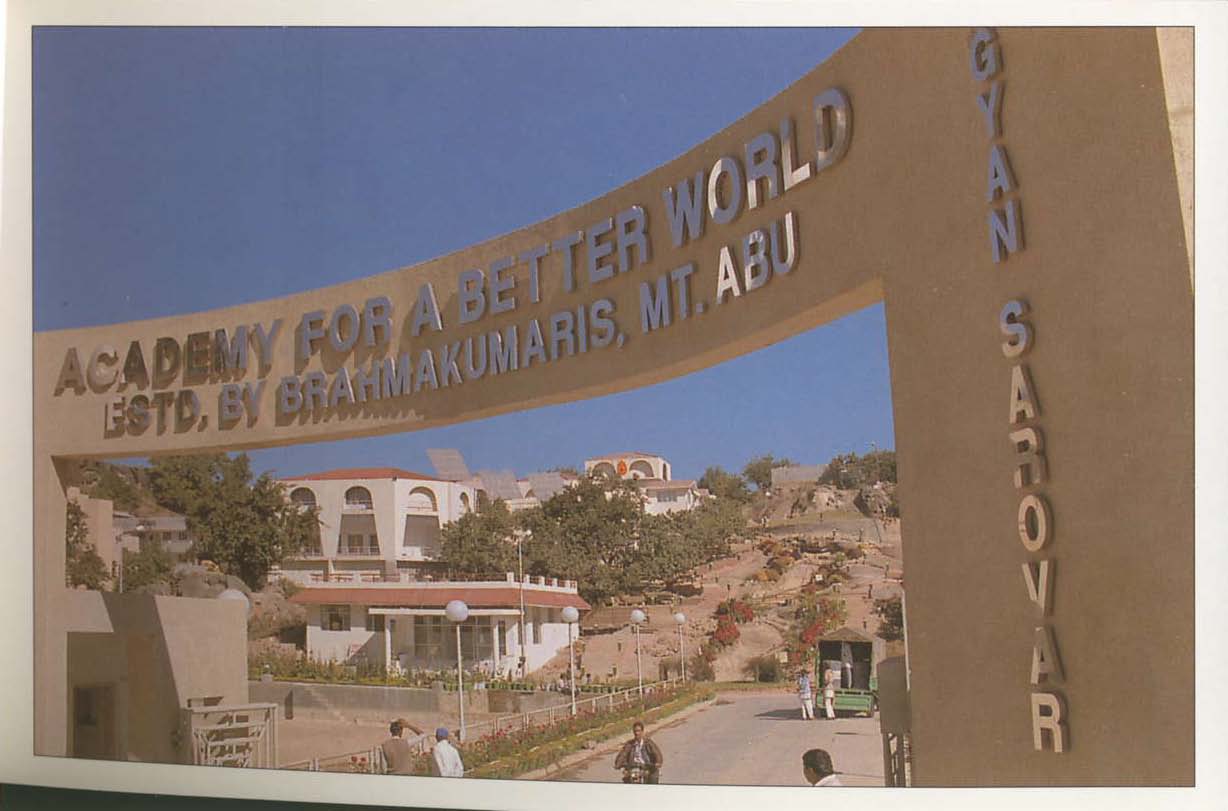 ACADEMY FOR A BETTER WORLD
ESTD. BY BRAHMAKUMARIS, MT. ABU
GYAN SAROVAR